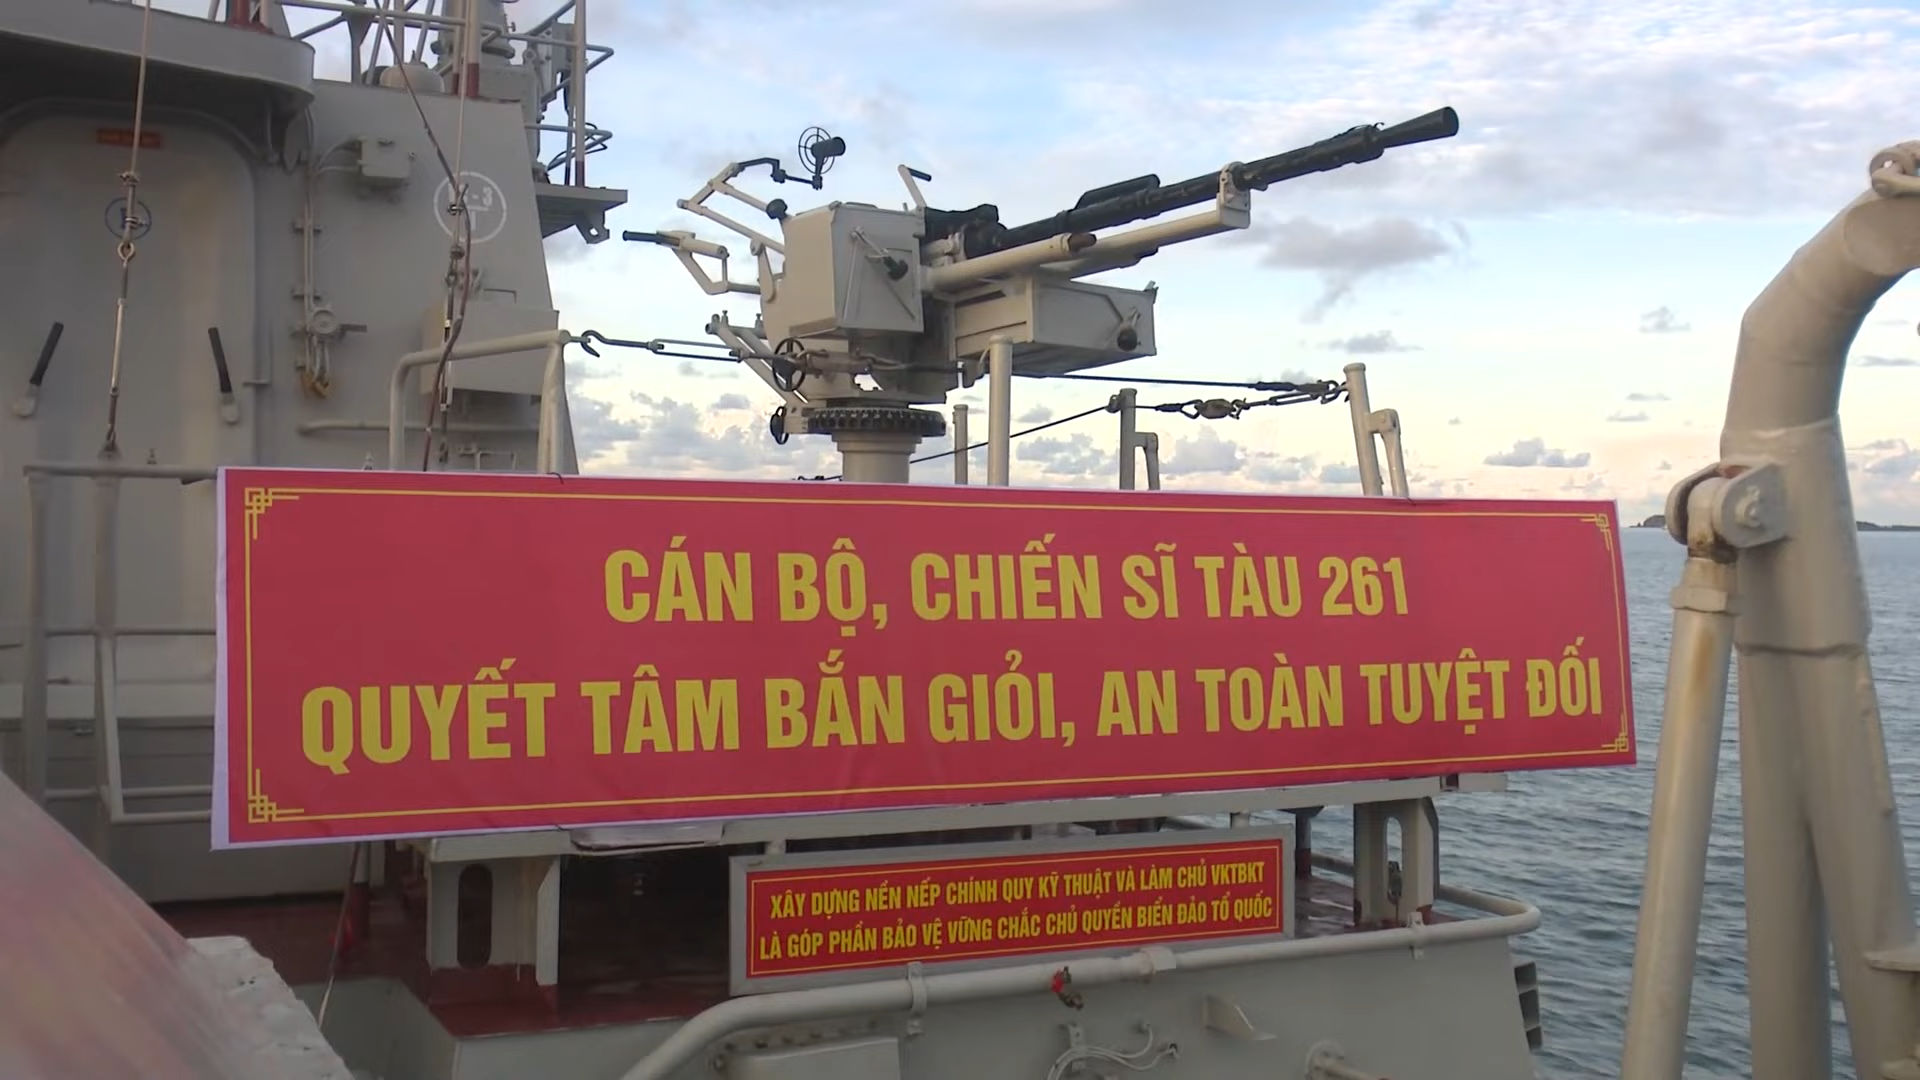 CÁN BỘ, CHIẾN SĨ TÀU 261
QUYẾT TÂM BẮN GIỎI, AN TOÀN TUYỆT ĐỐI
XÂY DỰNG NỀN NẾP CHÍNH QUY KỸ THUẬT VÀ LÀM CHỦ VKTBKT
LÀ GÓP PHẦN BẢO VỆ VỮNG CHẮC CHỦ QUYỀN BIỂN ĐẢO TỔ QUỐC